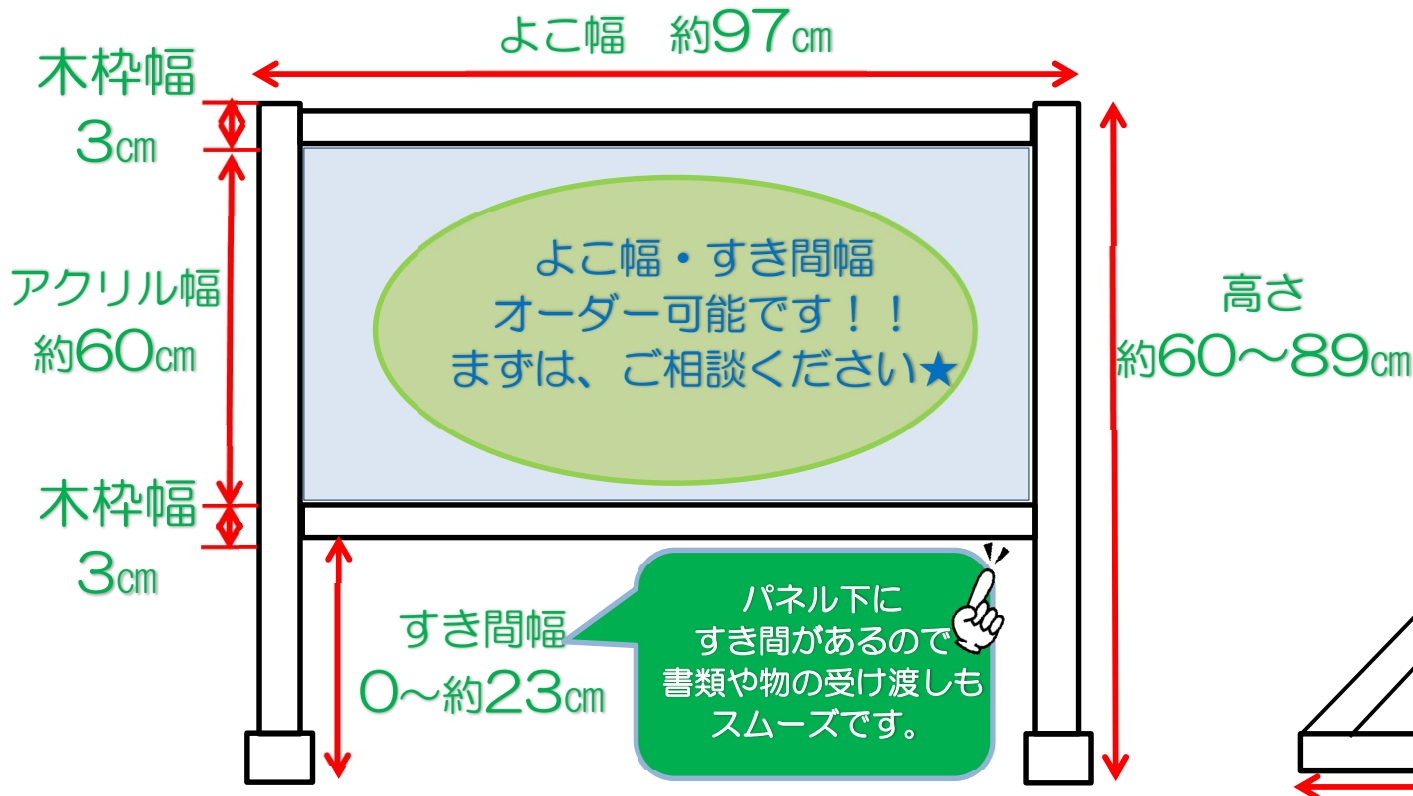 よこ幅　約97㎝
木枠幅
3㎝
アクリル幅
約60㎝
よこ幅・すき間幅
オーダー可能です！！
まずは、ご相談ください★
高さ
約60～89㎝
木枠幅
3㎝
すき間幅
0～約23㎝
パネル下に
すき間があるので
書類や物の受け渡しも
スムーズです。